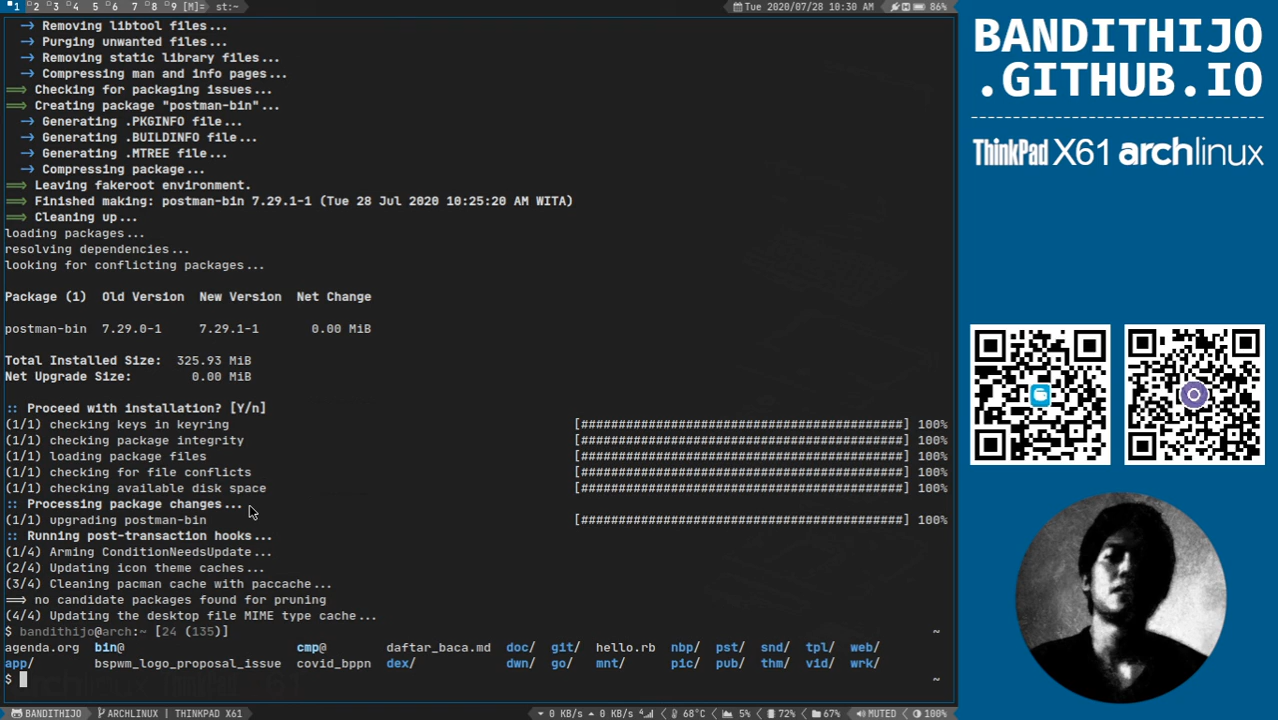 1 2 3 4 5 6 7 8 9 [M]= st:~
Tue 2020/07/28 10:30 AM
86%
-> Removing libtool files...
-> Purging unwanted files...
-> Removing static library files...
-> Compressing man and info pages...
==> Checking for packaging issues...
==> Creating package "postman-bin"...
-> Generating .PKGINFO file...
-> Generating .BUILDINFO file...
-> Generating .MTREE file...
-> Compressing package...
==> Leaving fakeroot environment.
==> Finished making: postman-bin 7.29.1-1 (Tue 28 Jul 2020 10:25:20 AM WITA)
==> Cleaning up...
loading packages...
resolving dependencies...
looking for conflicting packages...
Package (1) Old Version New Version Net Change
postman-bin 7.29.0-1 7.29.1-1 0.00 MiB
Total Installed Size: 325.93 MiB
Net Upgrade Size: 0.00 MiB
:: Proceed with installation? [Y/n]
(1/1) checking keys in keyring [###########################################] 100%
(1/1) checking package integrity [###########################################] 100%
(1/1) loading package files [###########################################] 100%
(1/1) checking for file conflicts [###########################################] 100%
(1/1) checking available disk space [###########################################] 100%
:: Processing package changes...
(1/1) upgrading postman-bin [###########################################] 100%
:: Running post-transaction hooks...
(1/4) Arming ConditionNeedsUpdate...
(2/4) Updating icon theme caches...
(3/4) Cleaning pacman cache with paccache...
==> no candidate packages found for pruning
(4/4) Updating the desktop file MIME type cache...
$ bandithijo@arch:~ [24 (135)] ~
agenda.org bin@ cmp@ daftar_baca.md doc/ git/ hello.rb nbp/ pst/ snd/ tpl/ web/
app/ bspwm_logo_proposal_issue covid_bppn dex/ dwn/ go/ mnt/ pic/ pub/ thm/ vid/ wrk/
$ ~
BANDITHIJO ARCHLINUX | THINKPAD X61
0 KB/s 0 KB/s 68°C 5% 72% 67% MUTED 100%
BANDITHIJO
.GITHUB.IO
ThinkPad X61 archlinux